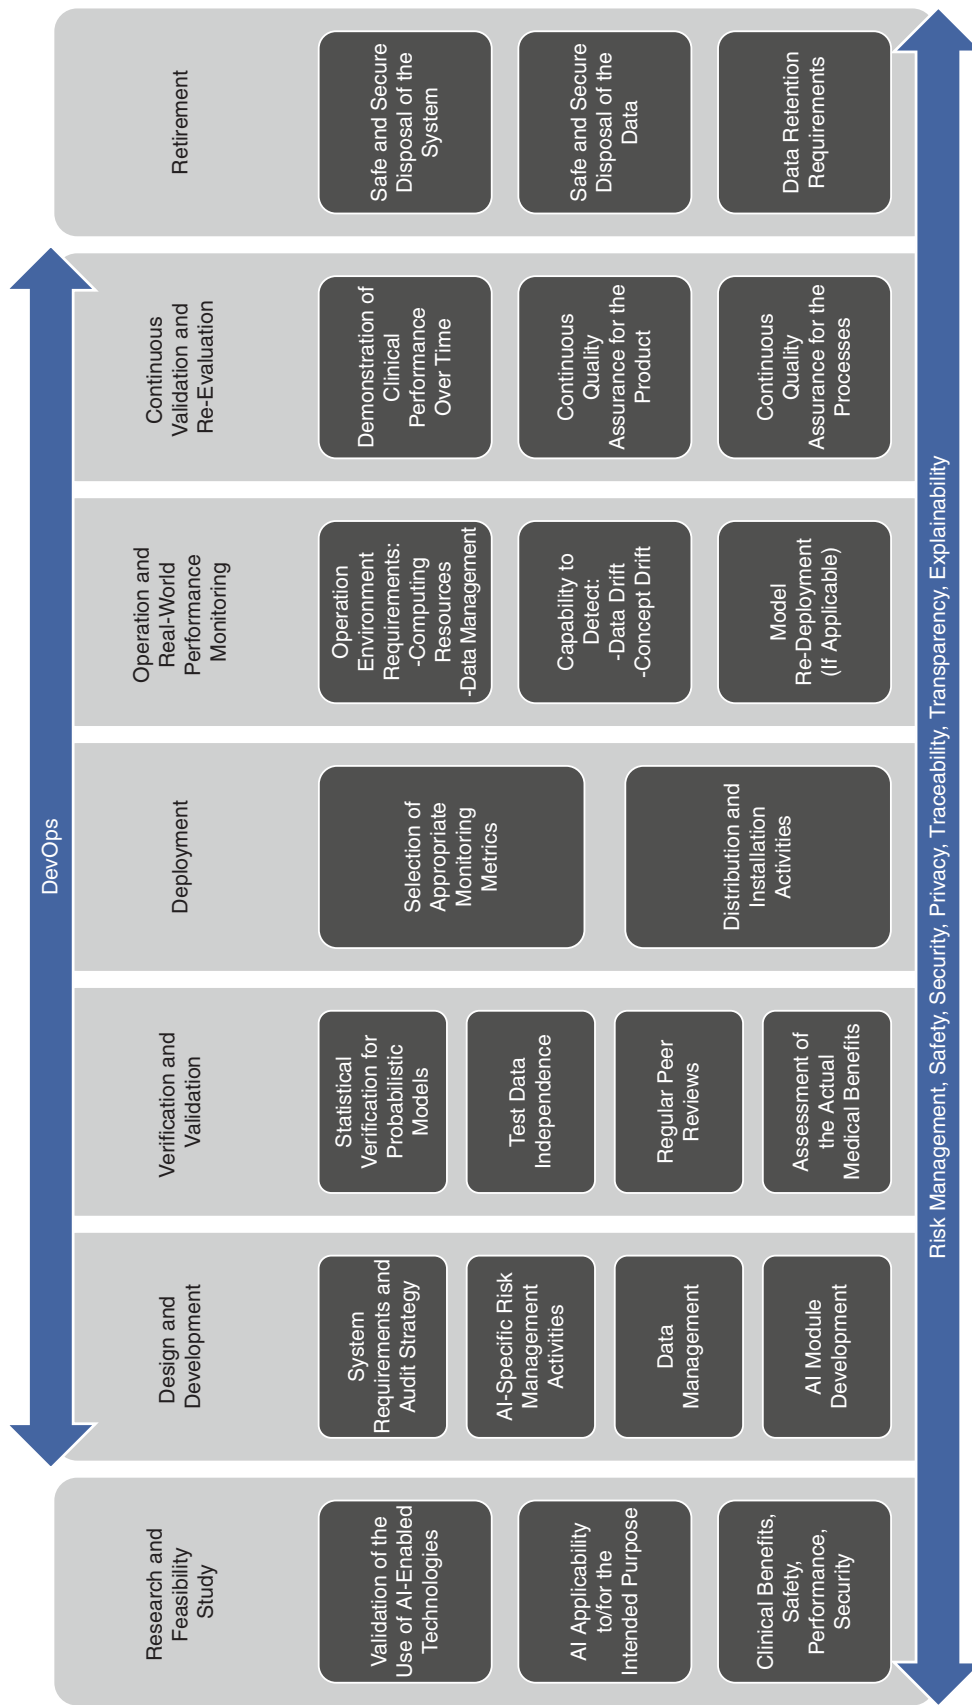 DevOps
Research and
Feasibility
Study
Validation of the
Use of AI-Enabled
Technologies
AI Applicability
to/for the
Intended Purpose
Clinical Benefits,
Safety,
Performance,
Security
Design and
Development
System
Requirements and
Audit Strategy
AI-Specific Risk
Management
Activities
Data
Management
AI Module
Development
Verification and
Validation
Statistical
Verification for
Probabilistic
Models
Test Data
Independence
Regular Peer
Reviews
Assessment of
the Actual
Medical Benefits
Deployment
Selection of
Appropriate
Monitoring
Metrics
Distribution and
Installation
Activities
Operation and
Real-World
Performance
Monitoring
Operation
Environment
Requirements:
-Computing
Resources
-Data Management
Capability to
Detect:
-Data Drift
-Concept Drift
Model
Re-Deployment
(If Applicable)
Continuous
Validation and
Re-Evaluation
Demonstration of
Clinical
Performance
Over Time
Continuous
Quality
Assurance for the
Product
Continuous
Quality
Assurance for the
Processes
Retirement
Safe and Secure
Disposal of the
System
Safe and Secure
Disposal of the
Data
Data Retention
Requirements
Risk Management, Safety, Security, Privacy, Traceability, Transparency, Explainability